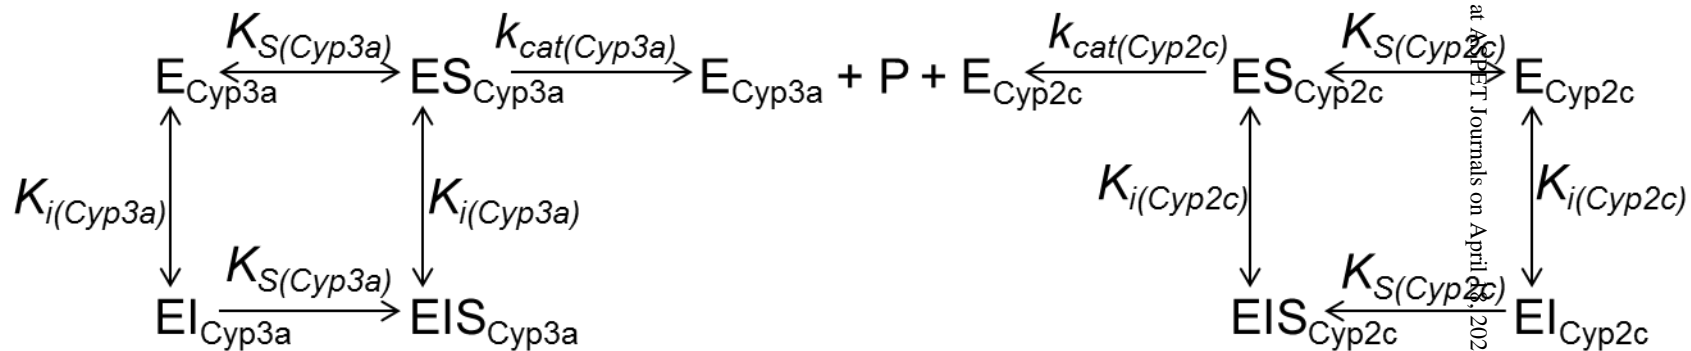 K_S(Cyp3a) k_cat(Cyp3a) k_cat(Cyp2c) K_S(Cyp2c)
E_Cyp3a ES_Cyp3a E_Cyp3a + P + E_Cyp2c ES_Cyp2c E_Cyp2c
K_i(Cyp3a) K_i(Cyp3a) K_i(Cyp2c) K_i(Cyp2c)
K_S(Cyp3a) K_S(Cyp2c)
EI_Cyp3a EIS_Cyp3a EIS_Cyp2c EI_Cyp2c
at ASPET Journals on April